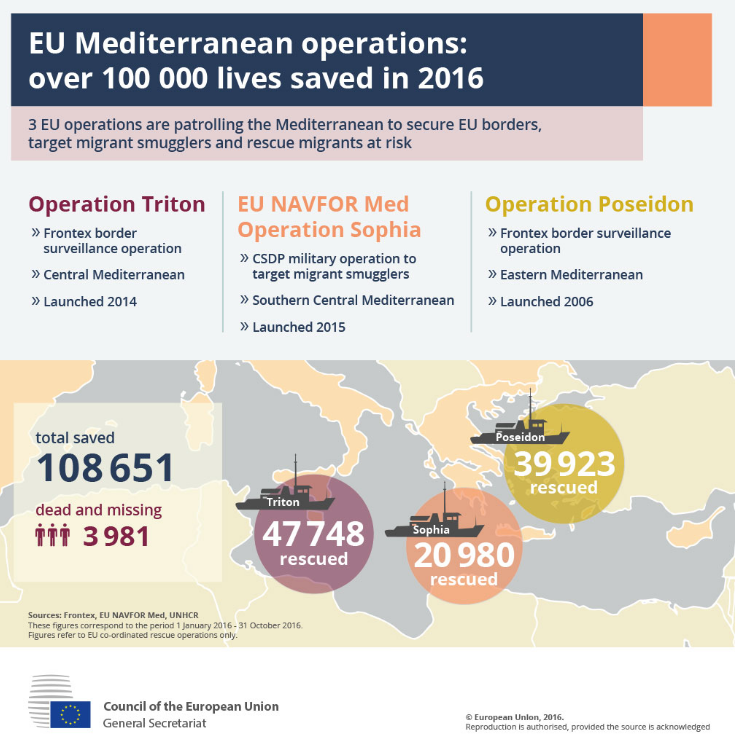 EU Mediterranean operations:
over 100 000 lives saved in 2016
3 EU operations are patrolling the Mediterranean to secure EU borders,
target migrant smugglers and rescue migrants at risk
Operation Triton
» Frontex border
surveillance operation
» Central Mediterranean
» Launched 2014
EU NAVFOR Med
Operation Sophia
» CSDP military operation to
target migrant smugglers
» Southern Central Mediterranean
» Launched 2015
Operation Poseidon
» Frontex border surveillance
operation
» Eastern Mediterranean
» Launched 2006
total saved
108 651
dead and missing
3 981
Triton
47 748
rescued
Sophia
20 980
rescued
Poseidon
39 923
rescued
Sources: Frontex, EU NAVFOR Med, UNHCR
These figures correspond to the period 1 January 2016 - 31 October 2016.
Figures refer to EU co-ordinated rescue operations only.
Council of the European Union
General Secretariat
© European Union, 2016.
Reproduction is authorised, provided the source is acknowledged